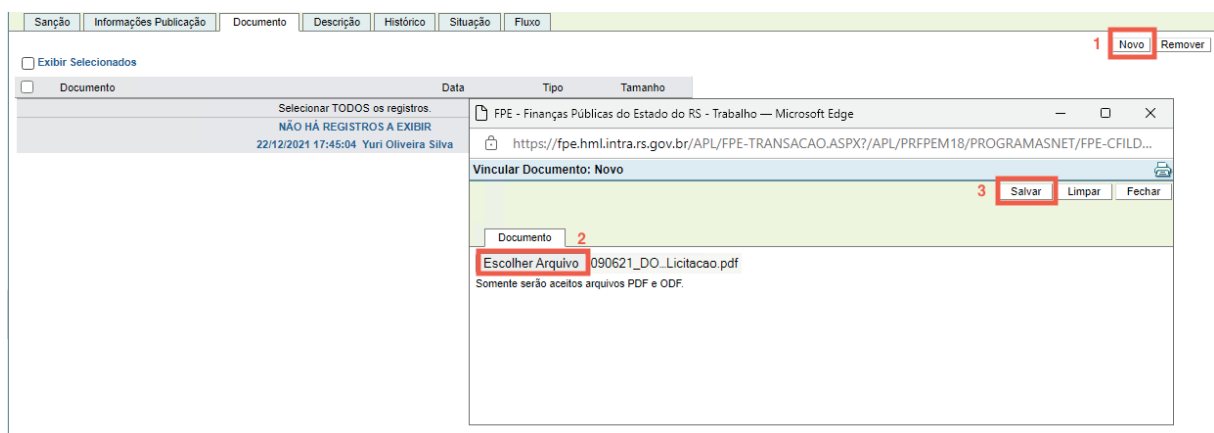 Sanção Informações Publicação Documento Descrição Histórico Situação Fluxo
1 Novo Remover
Exibir Selecionados
Documento Data Tipo Tamanho
Selecionar TODOS os registros.
NÃO HÁ REGISTROS A EXIBIR
22/12/2021 17:45:04 Yuri Oliveira Silva
FPE - Finanças Públicas do Estado do RS - Trabalho — Microsoft Edge
https://fpe.hml.intra.rs.gov.br/APL/FPE-TRANSACAO.ASPX?/APL/PRFPEM18/PROGRAMASNET/FPE-CFILD...
Vincular Documento: Novo
3 Salvar Limpar Fechar
Documento 2
Escolher Arquivo 090621_DO...Licitacao.pdf
Somente serão aceitos arquivos PDF e ODF.